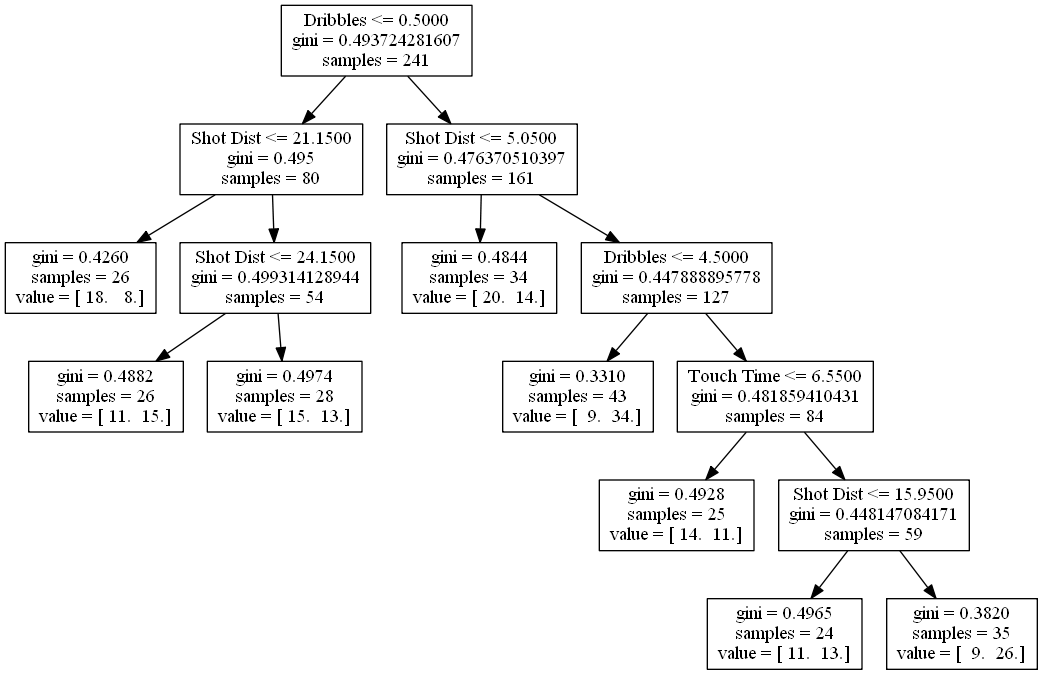 Dribbles <= 0.5000
gini = 0.493724281607
samples = 241
Shot Dist <= 21.1500
gini = 0.495
samples = 80
Shot Dist <= 5.0500
gini = 0.476370510397
samples = 161
gini = 0.4260
samples = 26
value = [ 18. 8.]
Shot Dist <= 24.1500
gini = 0.499314128944
samples = 54
gini = 0.4844
samples = 34
value = [ 20. 14.]
Dribbles <= 4.5000
gini = 0.447888895778
samples = 127
gini = 0.4882
samples = 26
value = [ 11. 15.]
gini = 0.4974
samples = 28
value = [ 15. 13.]
gini = 0.3310
samples = 43
value = [ 9. 34.]
Touch Time <= 6.5500
gini = 0.481859410431
samples = 84
gini = 0.4928
samples = 25
value = [ 14. 11.]
Shot Dist <= 15.9500
gini = 0.448147084171
samples = 59
gini = 0.4965
samples = 24
value = [ 11. 13.]
gini = 0.3820
samples = 35
value = [ 9. 26.]